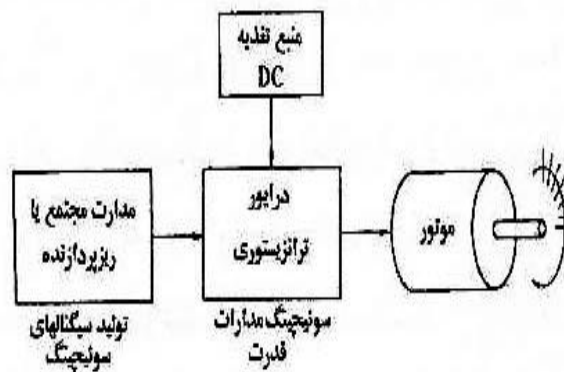 منبع تغذیه
DC
مدارت مجتمع یا
ریزپردازنده
تولید سیگنالهای
سوئیچینگ
درایور
ترانزیستوری
سوئیچینگ مدارات
قدرت
موتور